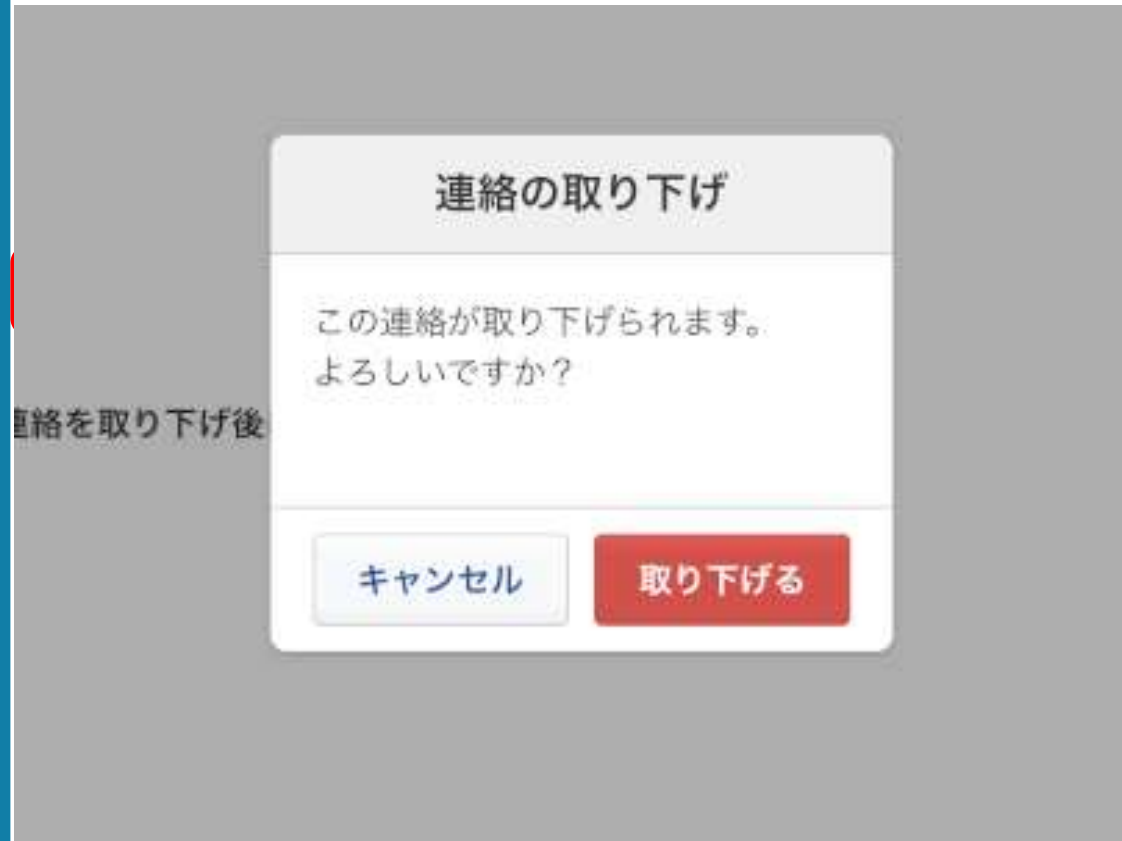 連絡の取り下げ
この連絡が取り下げられます。
よろしいですか？
絡を取り下げ後
キャンセル
取り下げる